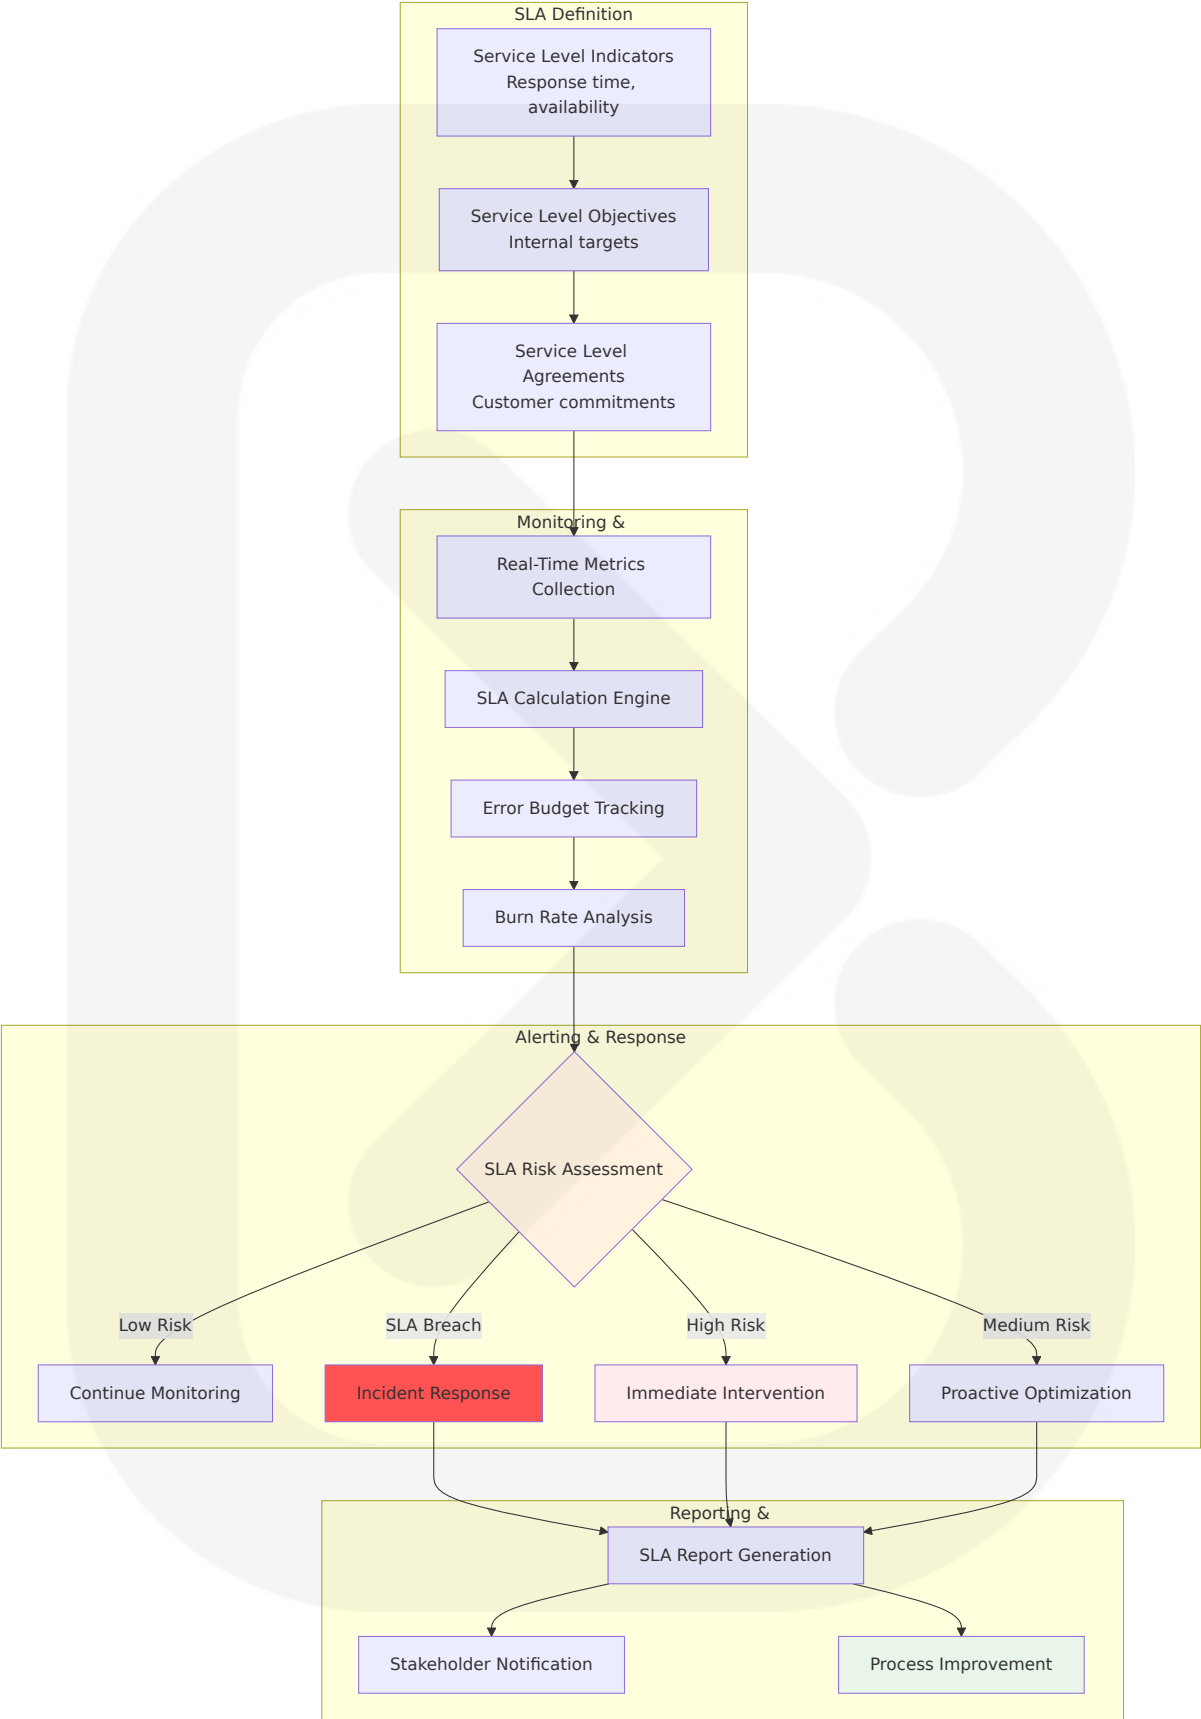 SLA Definition
Service Level Indicators
Response time,
availability
Service Level Objectives
Internal targets
Service Level
Agreements
Customer commitments
Monitoring &
Real-Time Metrics
Collection
SLA Calculation Engine
Error Budget Tracking
Burn Rate Analysis
Alerting & Response
SLA Risk Assessment
Low Risk
SLA Breach
High Risk
Medium Risk
Continue Monitoring
Incident Response
Immediate Intervention
Proactive Optimization
Reporting &
SLA Report Generation
Stakeholder Notification
Process Improvement